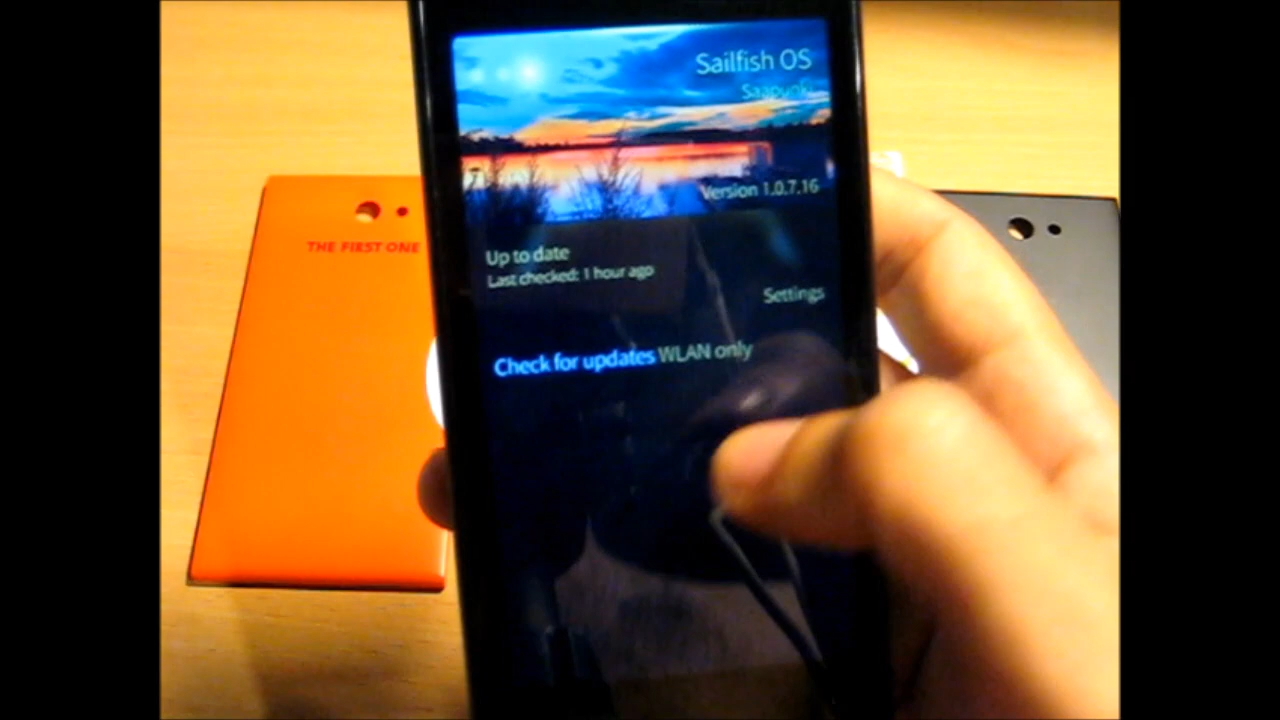 Sailfish OS
Saapunki
Version 1.0.7.16
THE FIRST ONE
Up to date
Last checked: 1 hour ago
Settings
Check for updates WLAN only